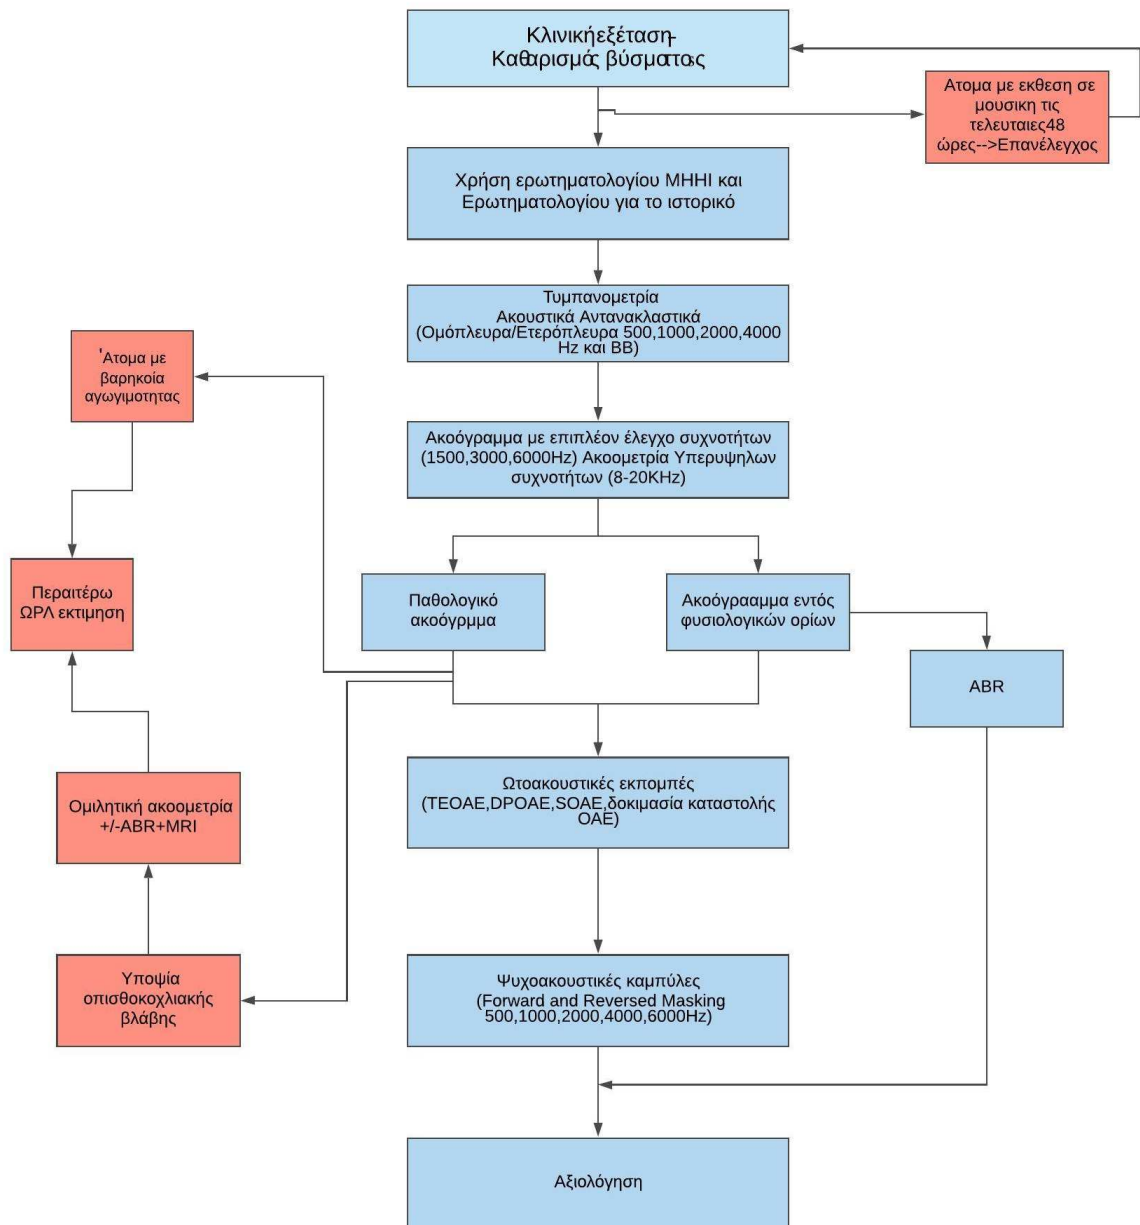 Κλινική εξέταση-
Καθαρισμός βύσματος
Ατομα με εκθεση σε
μουσικη τις
τελευταιες48
ώρες-->Επανέλεγχος
Χρήση ερωτηματολογίου MHHI και
Ερωτηματολογίου για το ιστορικό
Τυμπανομετρία
Ακουστικά Αντανακλαστικά
(Ομόπλευρα/Ετερόπλευρα 500,1000,2000,4000
Hz και BB)
'Ατομα με
βαρηκοία
αγωγιμοτητας
Ακοόγραμμα με επιπλέον έλεγχο συχνοτήτων
(1500,3000,6000Hz) Ακοομετρία Υπερυψηλων
συχνοτήτων (8-20KHz)
Περαιτέρω
ΩΡΛ εκτιμηση
Παθολογικό
ακοόγρμμα
Ακοόγρααμμα εντός
φυσιολογικών ορίων
ABR
Ωτοακουστικές εκπομπές
(TEOAE,DPOAE,SOAE,δοκιμασία καταστολής
OAE)
Ομιλητική ακοομετρία
+/-ABR+MRI
Υποψία
οπισθοκοχλιακής
βλάβης
Ψυχοακουστικές καμπύλες
(Forward and Reversed Masking
500,1000,2000,4000,6000Hz)
Αξιολόγηση